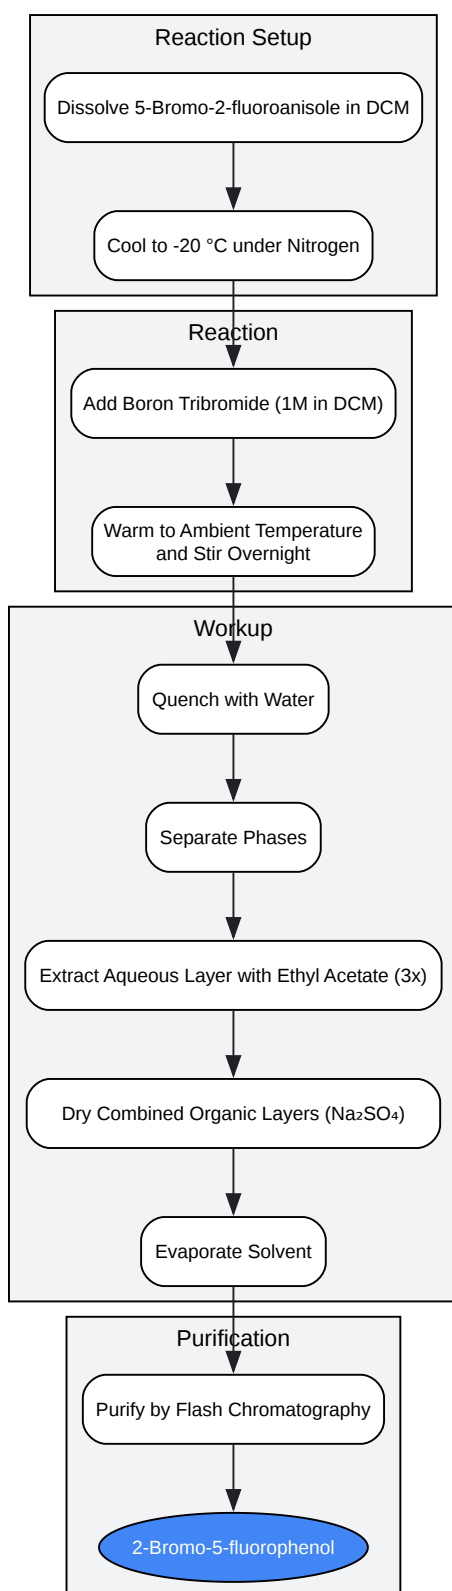 Reaction Setup
Dissolve 5-Bromo-2-fluoroanisole in DCM
Cool to -20 °C under Nitrogen
Reaction
Add Boron Tribromide (1M in DCM)
Warm to Ambient Temperature
and Stir Overnight
Workup
Quench with Water
Separate Phases
Extract Aqueous Layer with Ethyl Acetate (3x)
Dry Combined Organic Layers (Na₂SO₄)
Evaporate Solvent
Purification
Purify by Flash Chromatography
2-Bromo-5-fluorophenol